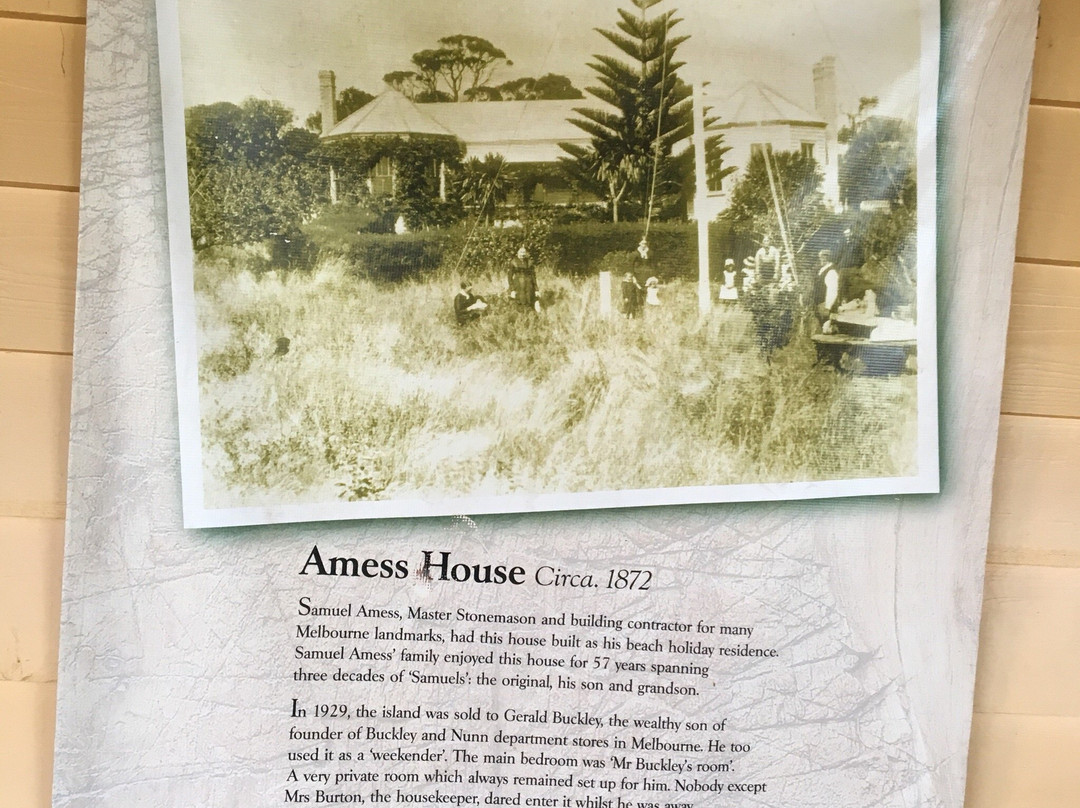 Amess House Circa. 1872
Samuel Amess, Master Stonemason and building contractor for many
Melbourne landmarks, had this house built as his beach holiday residence.
Samuel Amess' family enjoyed this house for 57 years spanning
three decades of 'Samuels': the original, his son and grandson.
In 1929, the island was sold to Gerald Buckley, the wealthy son of
founder of Buckley and Nunn department stores in Melbourne. He too
used it as a 'weekender'. The main bedroom was 'Mr Buckley's room'.
A very private room which always remained set up for him. Nobody except
Mrs Burton, the housekeeper, dared enter it whilst he was away